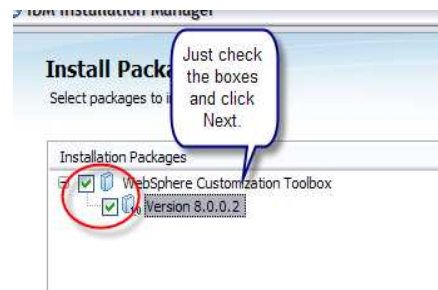 IBM Installation Manager
Install Packa
Select packages to i
Just check
the boxes
and click
Next.
Installation Packages
WebSphere Customization Toolbox
Version 8.0.0.2